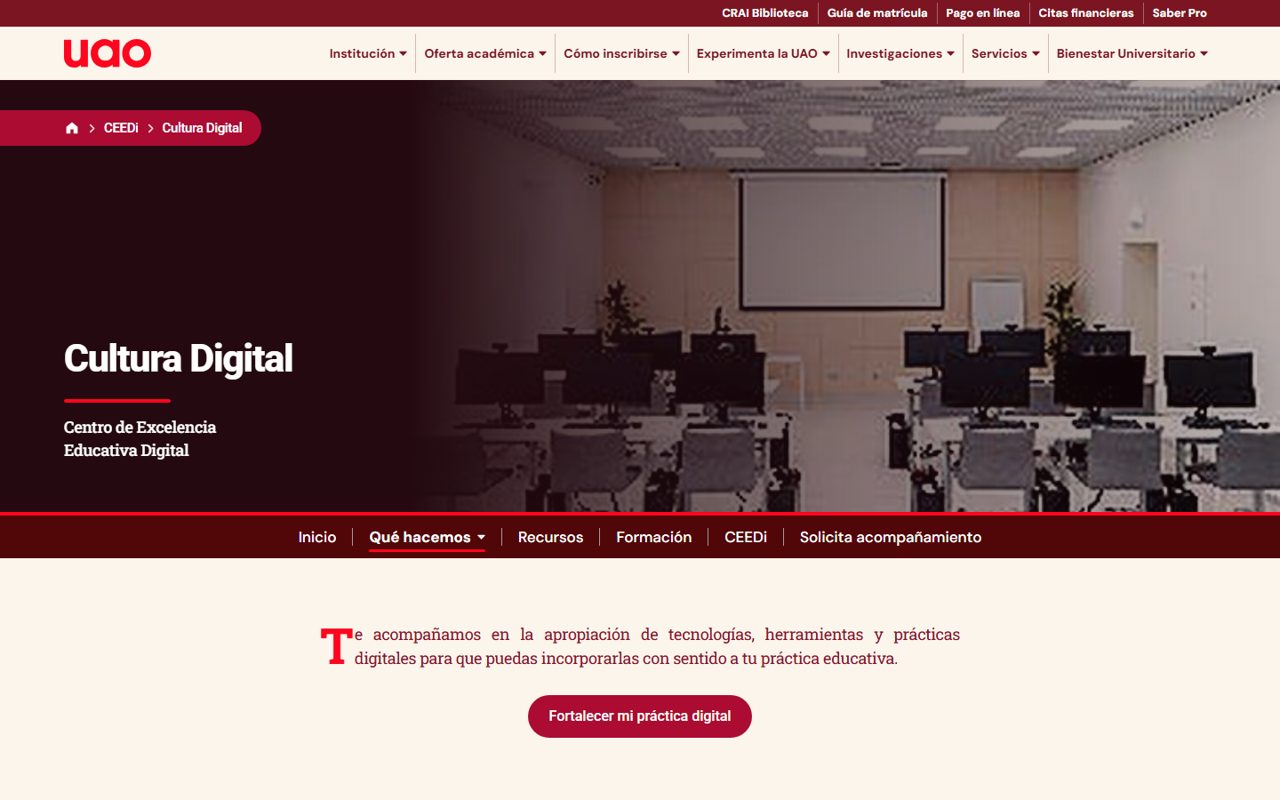 CRAI Biblioteca Guía de matrícula Pago en línea Citas financieras Saber Pro
uao
Institución Oferta académica Cómo inscribirse Experimenta la UAO Investigaciones Servicios Bienestar Universitario
CEEDi Cultura Digital
Cultura Digital
Centro de Excelencia
Educativa Digital
Inicio Qué hacemos Recursos Formación CEEDi Solicita acompañamiento
Te acompañamos en la apropiación de tecnologías, herramientas y prácticas
digitales para que puedas incorporarlas con sentido a tu práctica educativa.
Fortalecer mi práctica digital